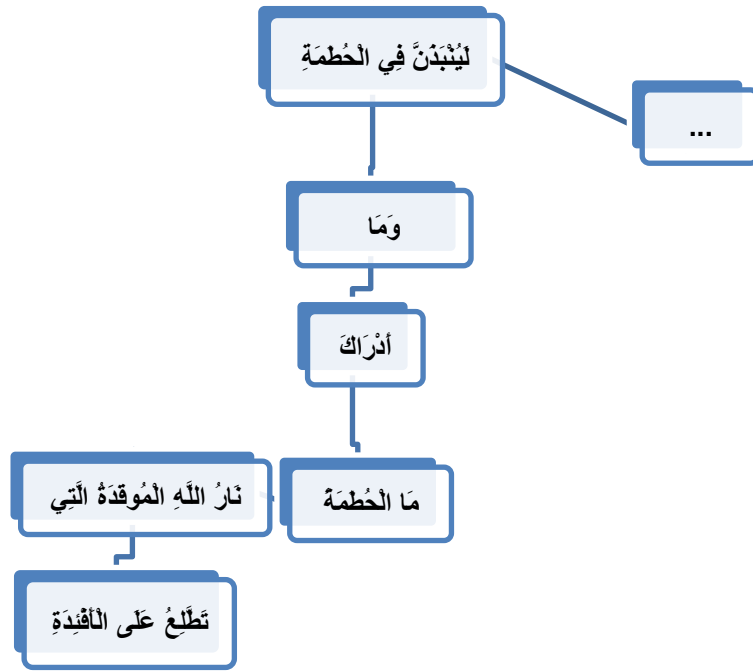 لَيُنْبَذَنَّ فِي الْحُطَمَةِ
...
وَمَا
أَدْرَاكَ
مَا الْحُطَمَةُ
نَارُ اللَّهِ الْمُوقَدَةُ الَّتِي
تَطَّلِعُ عَلَى الْأَفْئِدَةِ